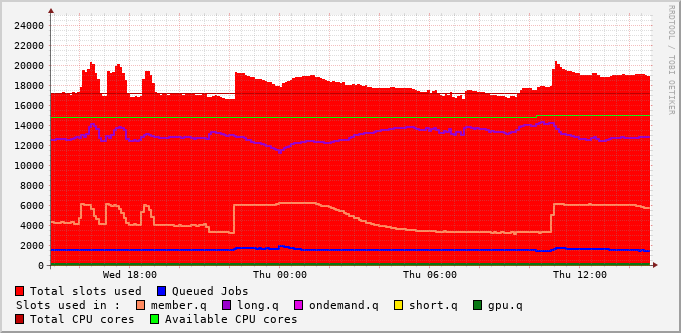 24000
22000
20000
18000
16000
14000
12000
10000
8000
6000
4000
2000
0
Wed 18:00 Thu 00:00 Thu 06:00 Thu 12:00
Total slots used Queued Jobs
Slots used in : member.q long.q ondemand.q short.q gpu.q
Total CPU cores Available CPU cores
RRDTOOL / TOBI OETIKER